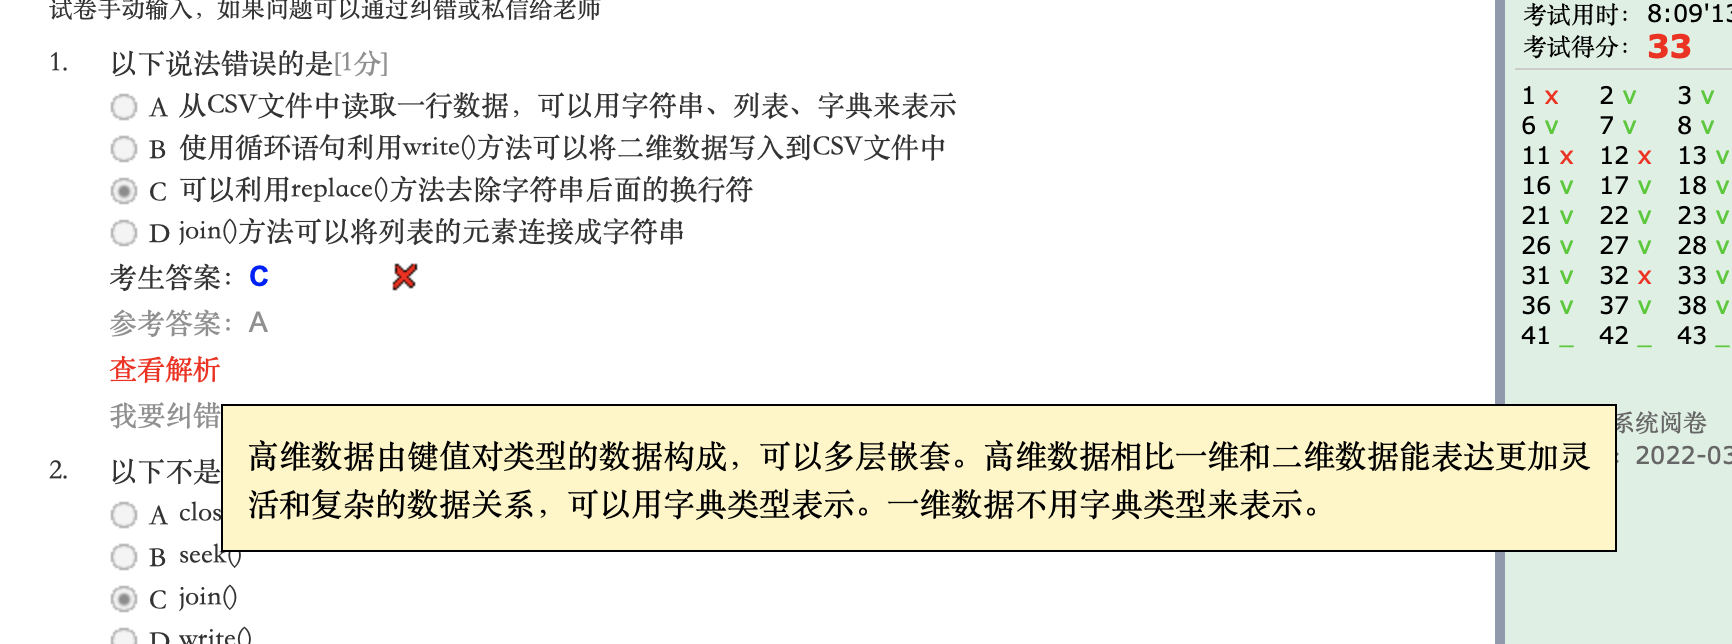 试卷手动输入，如果问题可以通过纠错或私信给老师
1. 以下说法错误的是[1分]
A 从CSV文件中读取一行数据，可以用字符串、列表、字典来表示
B 使用循环语句利用write()方法可以将二维数据写入到CSV文件中
C 可以利用replace()方法去除字符串后面的换行符
D join()方法可以将列表的元素连接成字符串
考生答案：C
参考答案：A
查看解析
我要纠错
高维数据由键值对类型的数据构成，可以多层嵌套。高维数据相比一维和二维数据能表达更加灵
活和复杂的数据关系，可以用字典类型表示。一维数据不用字典类型来表示。
2. 以下不是
A clos
B seek()
C join()
D write()
考试用时：8:09'13
考试得分：33
1 x 2 v 3 v
6 v 7 v 8 v
11 x 12 x 13 v
16 v 17 v 18 v
21 v 22 v 23 v
26 v 27 v 28 v
31 v 32 x 33 v
36 v 37 v 38 v
41 _ 42 _ 43 _
系统阅卷
：2022-03